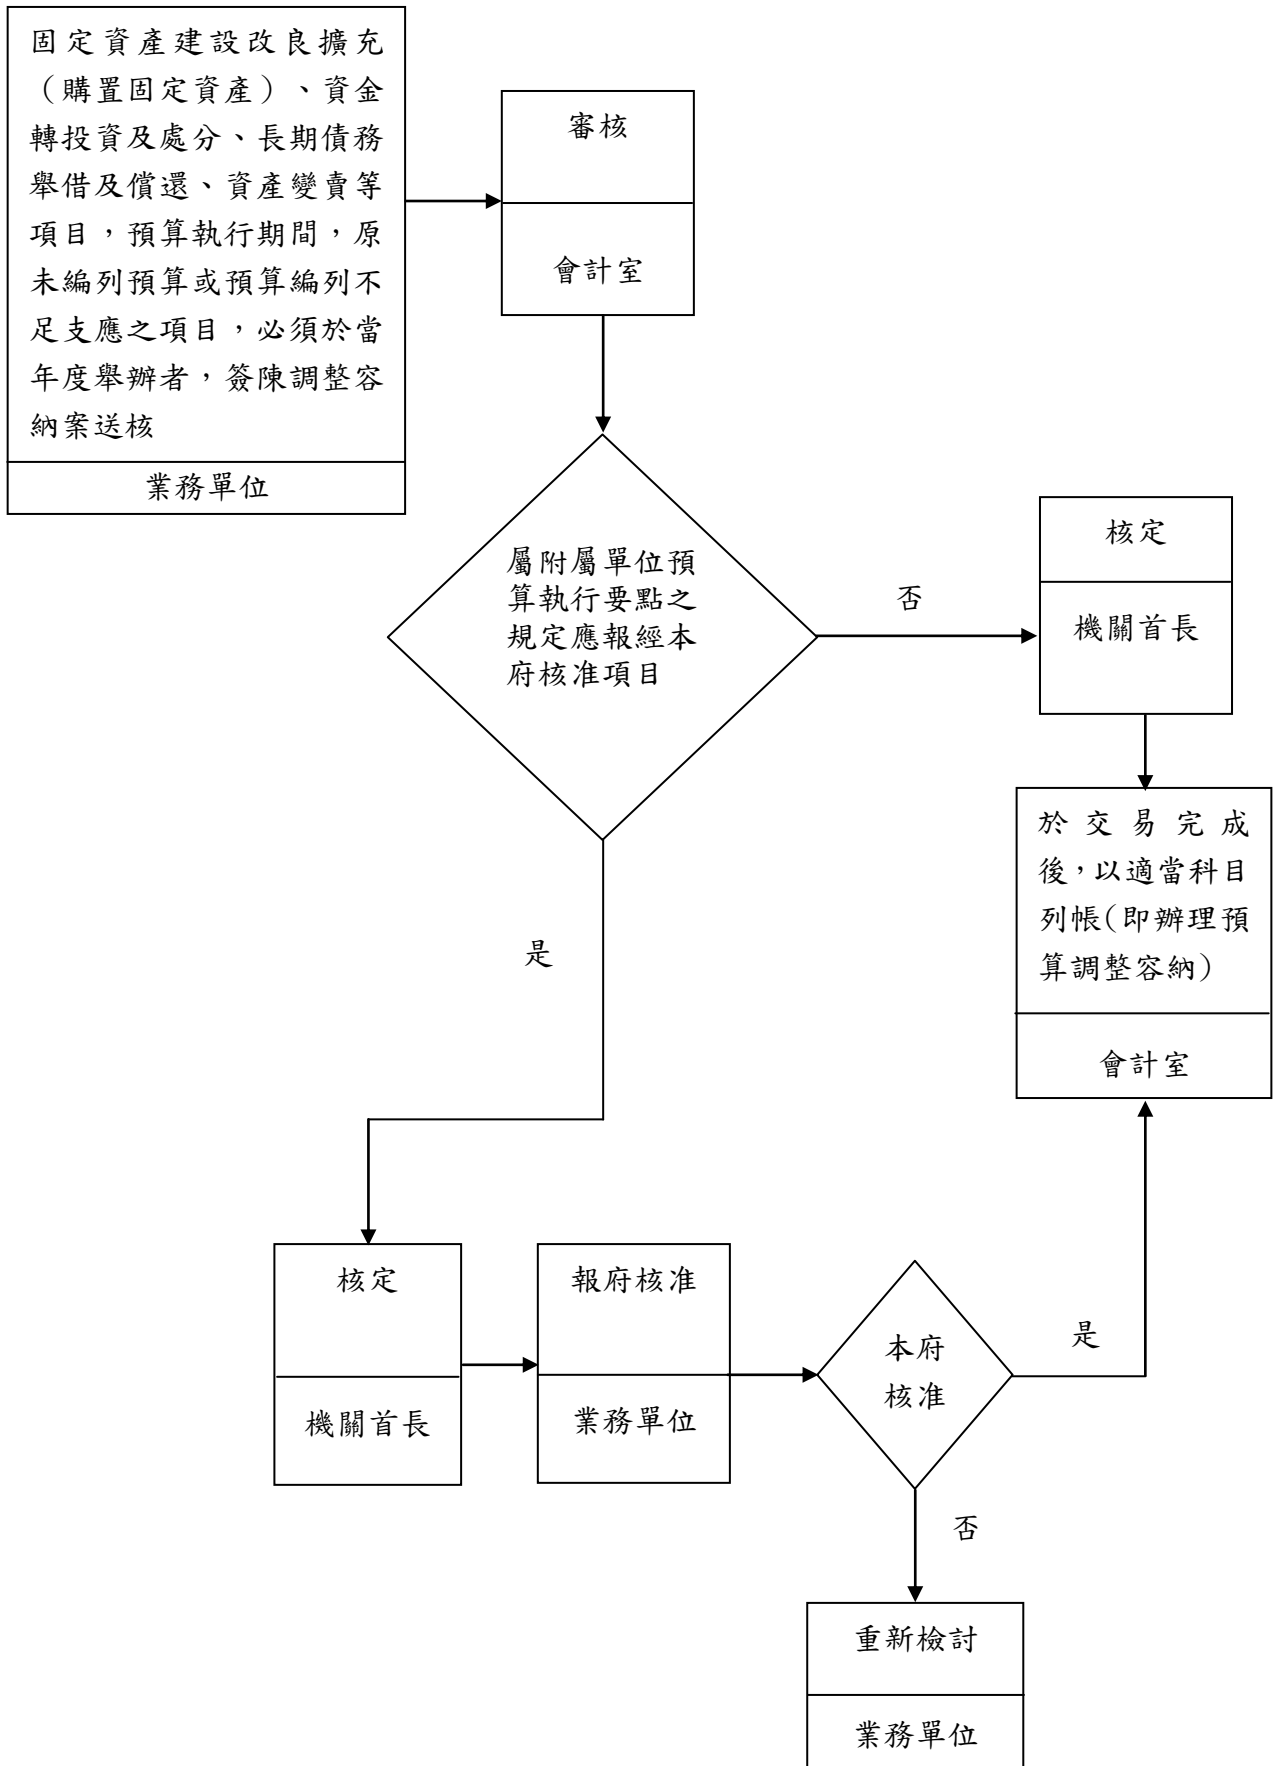 固定資產建設改良擴充
（購置固定資產）、資金
轉投資及處分、長期債務
舉借及償還、資產變賣等
項目，預算執行期間，原
未編列預算或預算編列不
足支應之項目，必須於當
年度舉辦者，簽陳調整容
納案送核
業務單位
審核
會計室
屬附屬單位預
算執行要點之
規定應報經本
府核准項目
否
核定
機關首長
於交易完成
後，以適當科目
列帳(即辦理預
算調整容納)
會計室
是
核定
機關首長
報府核准
業務單位
本府
核准
是
否
重新檢討
業務單位